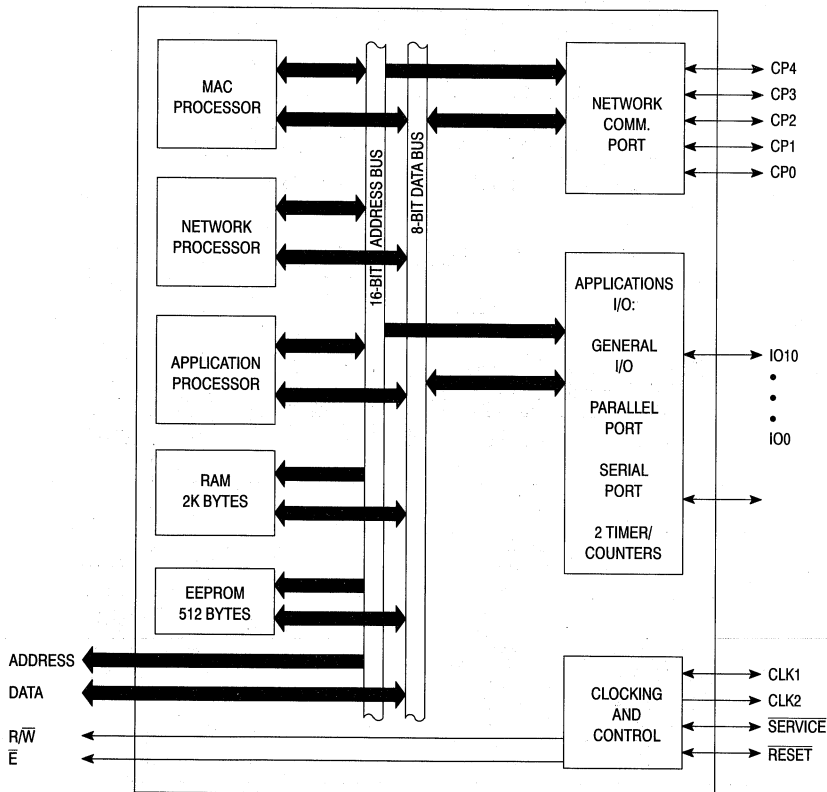 MAC
PROCESSOR
NETWORK
PROCESSOR
APPLICATION
PROCESSOR
RAM
2K BYTES
EEPROM
512 BYTES
16-BIT ADDRESS BUS
8-BIT DATA BUS
NETWORK
COMM.
PORT
CP4
CP3
CP2
CP1
CP0
APPLICATIONS
I/O:
GENERAL
I/O
PARALLEL
PORT
SERIAL
PORT
2 TIMER/
COUNTERS
IO10
•
•
•
IO0
ADDRESS
DATA
R/W̅
E̅
CLOCKING
AND
CONTROL
CLK1
CLK2
S̅E̅R̅V̅I̅C̅E̅
R̅E̅S̅E̅T̅